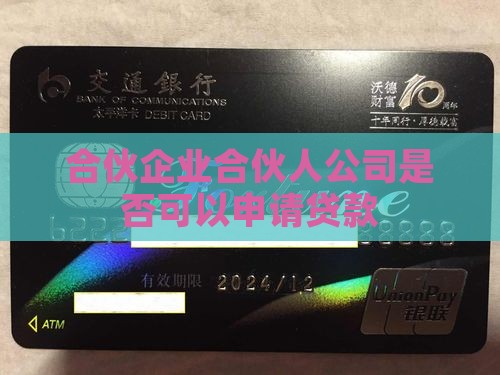 交通銀行
BANK OF COMMUNICATIONS
太平洋卡 DEBIT CARD
沃德
财富 10 周年
十年同行·厚德载富
合伙企业合伙人公司是
否可以申请贷款
有效期限 2024/12
ATM
UnionPay
银联